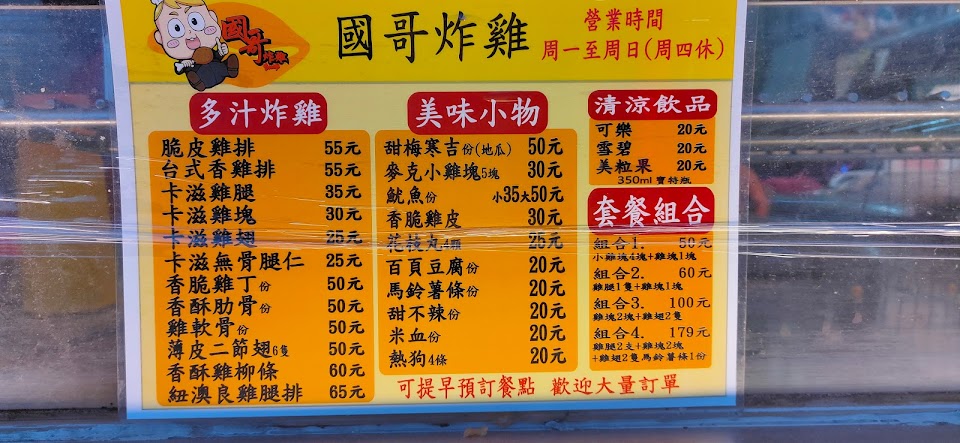 國哥炸雞
國哥炸雞
營業時間
周一至周日(周四休)
多汁炸雞
脆皮雞排 55元
台式香雞排 55元
卡滋雞腿 35元
卡滋雞塊 30元
卡滋雞翅 25元
卡滋無骨腿仁 25元
香脆雞丁份 50元
香酥肋骨份 50元
雞軟骨份 50元
薄皮二節翅6隻 50元
香酥雞柳條 60元
紐澳良雞腿排 65元
美味小物
甜梅寒吉份(地瓜) 50元
麥克小雞塊5塊 30元
魷魚份 小35大50元
香脆雞皮 30元
花枝丸4顆 25元
百頁豆腐份 20元
馬鈴薯條份 20元
甜不辣份 20元
米血份 20元
熱狗4條 20元
清涼飲品
可樂 20元
雪碧 20元
美粒果 20元
350ml 寶特瓶
套餐組合
組合1. 50元
小雞塊4塊+雞塊1塊
組合2. 60元
雞腿1隻+雞塊1塊
組合3. 100元
雞塊2塊+雞翅2隻
組合4. 179元
雞腿2支+雞塊2塊
+雞翅2隻馬鈴薯條1份
可提早預訂餐點 歡迎大量訂單